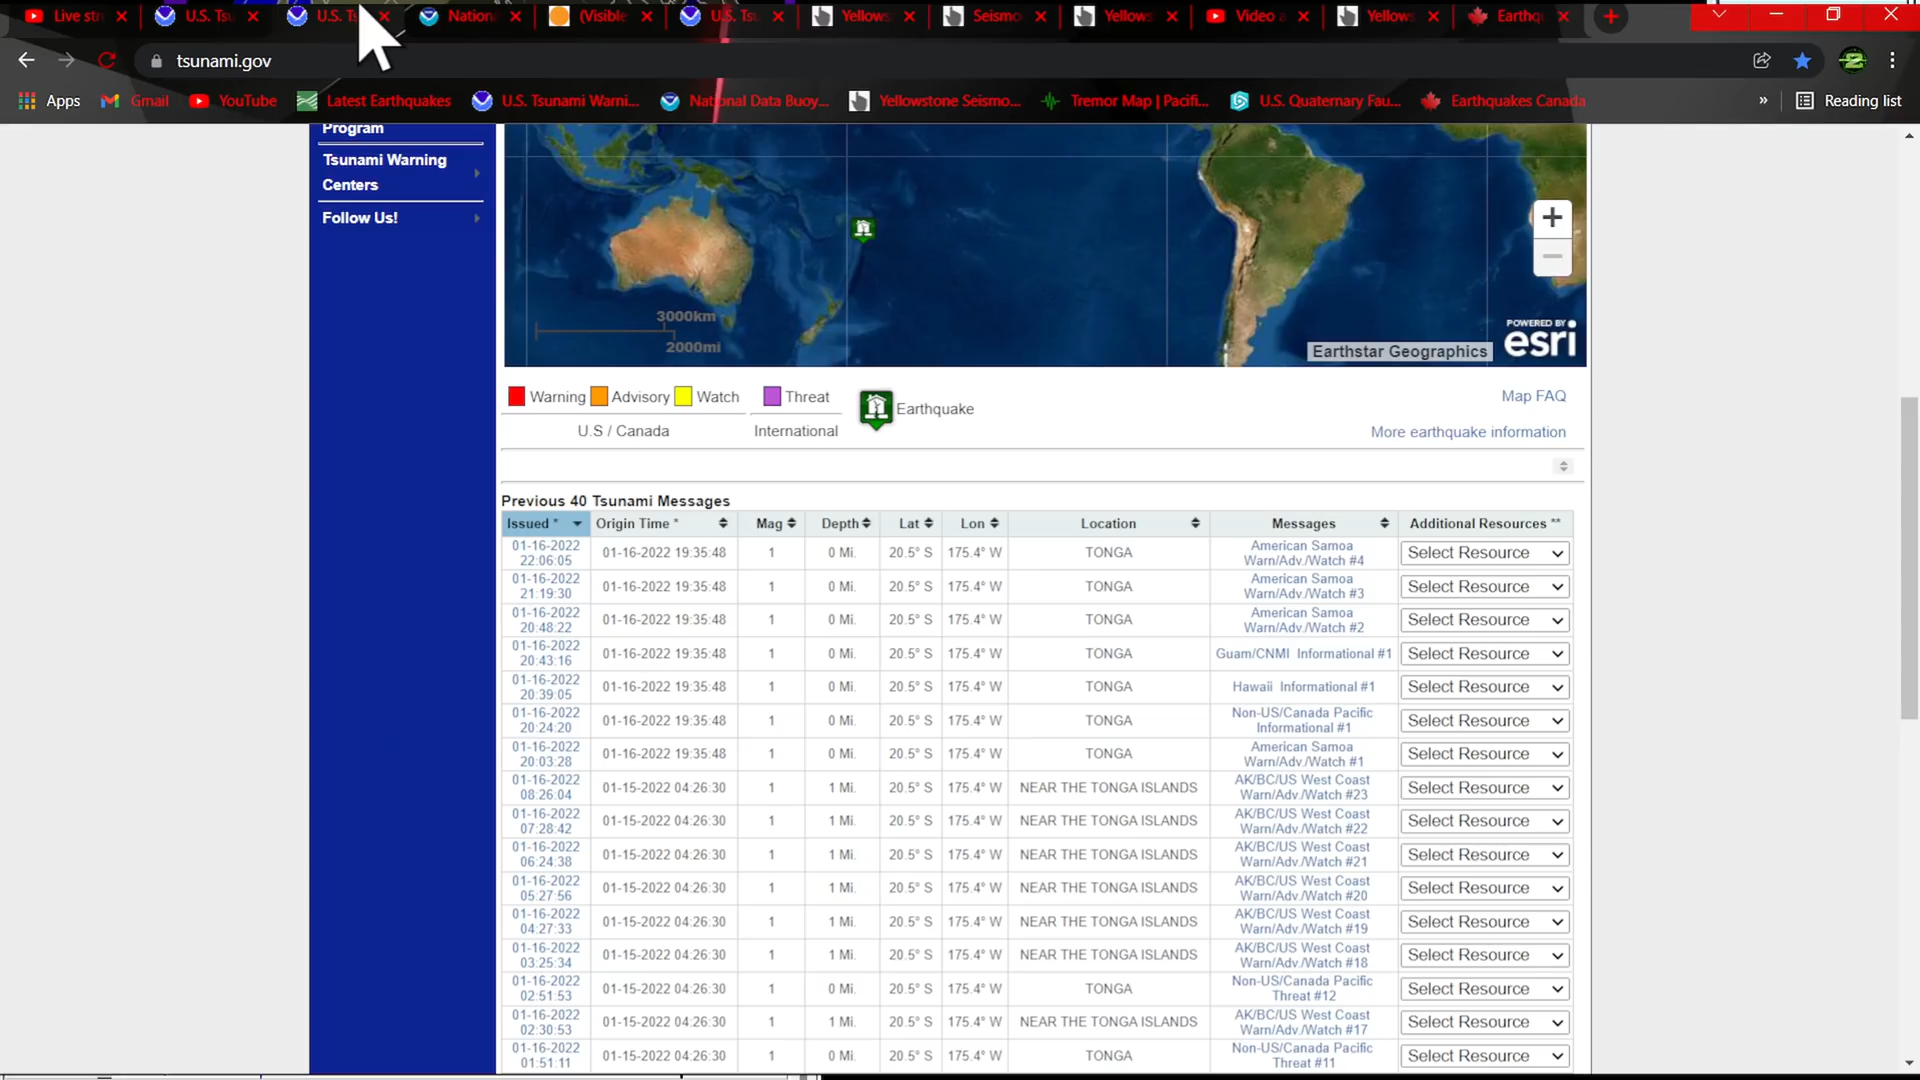 Live str
U.S. Tsu
U.S. Ts
Nation
(Visible
U.S. Tsu
Yellows
Seismo
Yellows
Video a
Yellows
Earthqu
tsunami.gov
Apps
Gmail
YouTube
Latest Earthquakes
U.S. Tsunami Warni...
National Data Buoy...
Yellowstone Seismo...
Tremor Map | Pacifi...
U.S. Quaternary Fau...
Earthquakes Canada
»
Reading list
Program
Tsunami Warning
Centers
Follow Us!
+
−
3000km
2000mi
Earthstar Geographics
POWERED BY
esri
Warning Advisory Watch Threat Earthquake
U.S / Canada International
Map FAQ
More earthquake information
Previous 40 Tsunami Messages
Issued * Origin Time * Mag Depth Lat Lon Location Messages Additional Resources **
01-16-2022 22:06:05 01-16-2022 19:35:48 1 0 Mi. 20.5° S 175.4° W TONGA American Samoa Warn/Adv./Watch #4 Select Resource
01-16-2022 21:19:30 01-16-2022 19:35:48 1 0 Mi. 20.5° S 175.4° W TONGA American Samoa Warn/Adv./Watch #3 Select Resource
01-16-2022 20:48:22 01-16-2022 19:35:48 1 0 Mi. 20.5° S 175.4° W TONGA American Samoa Warn/Adv./Watch #2 Select Resource
01-16-2022 20:43:16 01-16-2022 19:35:48 1 0 Mi. 20.5° S 175.4° W TONGA Guam/CNMI Informational #1 Select Resource
01-16-2022 20:39:05 01-16-2022 19:35:48 1 0 Mi. 20.5° S 175.4° W TONGA Hawaii Informational #1 Select Resource
01-16-2022 20:24:20 01-16-2022 19:35:48 1 0 Mi. 20.5° S 175.4° W TONGA Non-US/Canada Pacific Informational #1 Select Resource
01-16-2022 20:03:28 01-16-2022 19:35:48 1 0 Mi. 20.5° S 175.4° W TONGA American Samoa Warn/Adv./Watch #1 Select Resource
01-16-2022 08:26:04 01-15-2022 04:26:30 1 1 Mi. 20.5° S 175.4° W NEAR THE TONGA ISLANDS AK/BC/US West Coast Warn/Adv./Watch #23 Select Resource
01-16-2022 07:28:42 01-15-2022 04:26:30 1 1 Mi. 20.5° S 175.4° W NEAR THE TONGA ISLANDS AK/BC/US West Coast Warn/Adv./Watch #22 Select Resource
01-16-2022 06:24:38 01-15-2022 04:26:30 1 1 Mi. 20.5° S 175.4° W NEAR THE TONGA ISLANDS AK/BC/US West Coast Warn/Adv./Watch #21 Select Resource
01-16-2022 05:27:56 01-15-2022 04:26:30 1 1 Mi. 20.5° S 175.4° W NEAR THE TONGA ISLANDS AK/BC/US West Coast Warn/Adv./Watch #20 Select Resource
01-16-2022 04:27:33 01-15-2022 04:26:30 1 1 Mi. 20.5° S 175.4° W NEAR THE TONGA ISLANDS AK/BC/US West Coast Warn/Adv./Watch #19 Select Resource
01-16-2022 03:25:34 01-15-2022 04:26:30 1 1 Mi. 20.5° S 175.4° W NEAR THE TONGA ISLANDS AK/BC/US West Coast Warn/Adv./Watch #18 Select Resource
01-16-2022 02:51:53 01-15-2022 04:26:30 1 0 Mi. 20.5° S 175.4° W TONGA Non-US/Canada Pacific Threat #12 Select Resource
01-16-2022 02:30:53 01-15-2022 04:26:30 1 1 Mi. 20.5° S 175.4° W NEAR THE TONGA ISLANDS AK/BC/US West Coast Warn/Adv./Watch #17 Select Resource
01-16-2022 01:51:11 01-15-2022 04:26:30 1 0 Mi. 20.5° S 175.4° W TONGA Non-US/Canada Pacific Threat #11 Select Resource